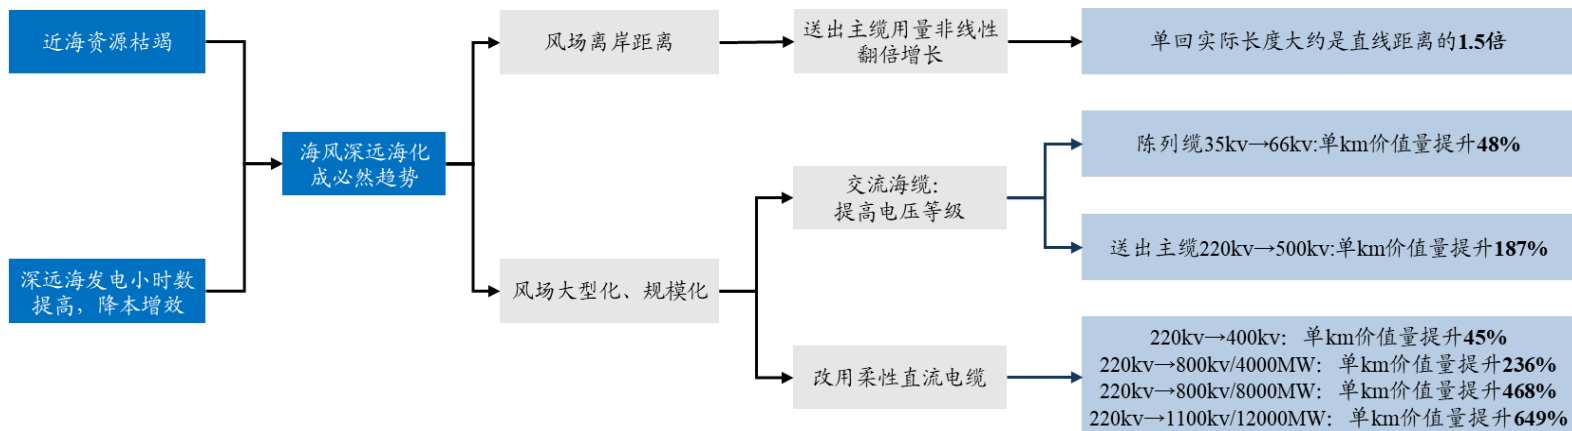 近海资源枯竭
深远海发电小时数
提高，降本增效
海风深远海化
成必然趋势
风场离岸距离
送出主缆用量非线性
翻倍增长
单回实际长度大约是直线距离的1.5倍
风场大型化、规模化
交流海缆：
提高电压等级
陈列缆35kv→66kv:单km价值量提升48%
送出主缆220kv→500kv:单km价值量提升187%
改用柔性直流电缆
220kv→400kv：单km价值量提升45%
220kv→800kv/4000MW：单km价值量提升236%
220kv→800kv/8000MW：单km价值量提升468%
220kv→1100kv/12000MW：单km价值量提升649%